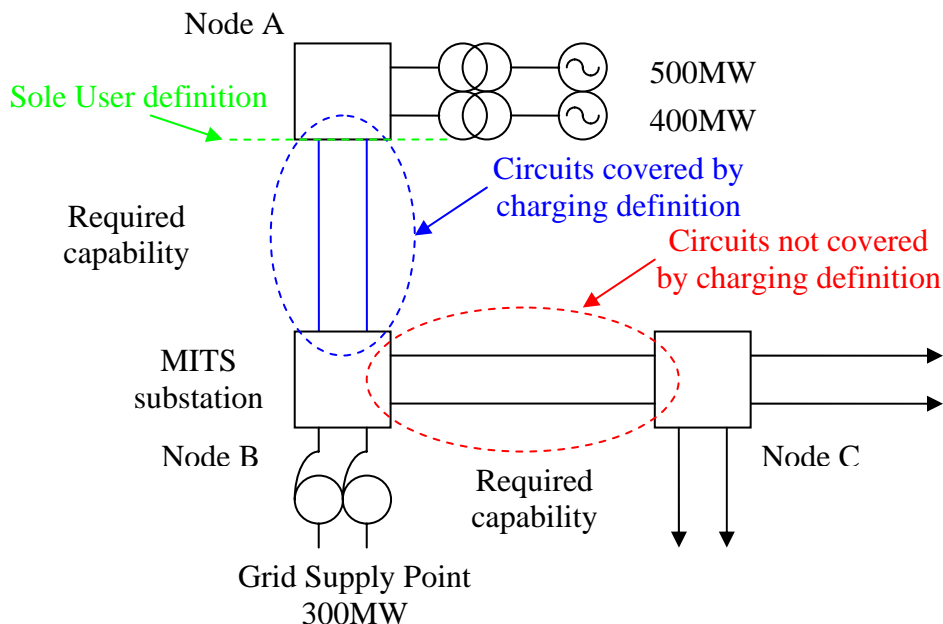 Node A
500MW
400MW
Sole User definition
Circuits covered by
charging definition
Required
capability
Circuits not covered
by charging definition
MITS
substation
Node B
Node C
Required
capability
Grid Supply Point
300MW